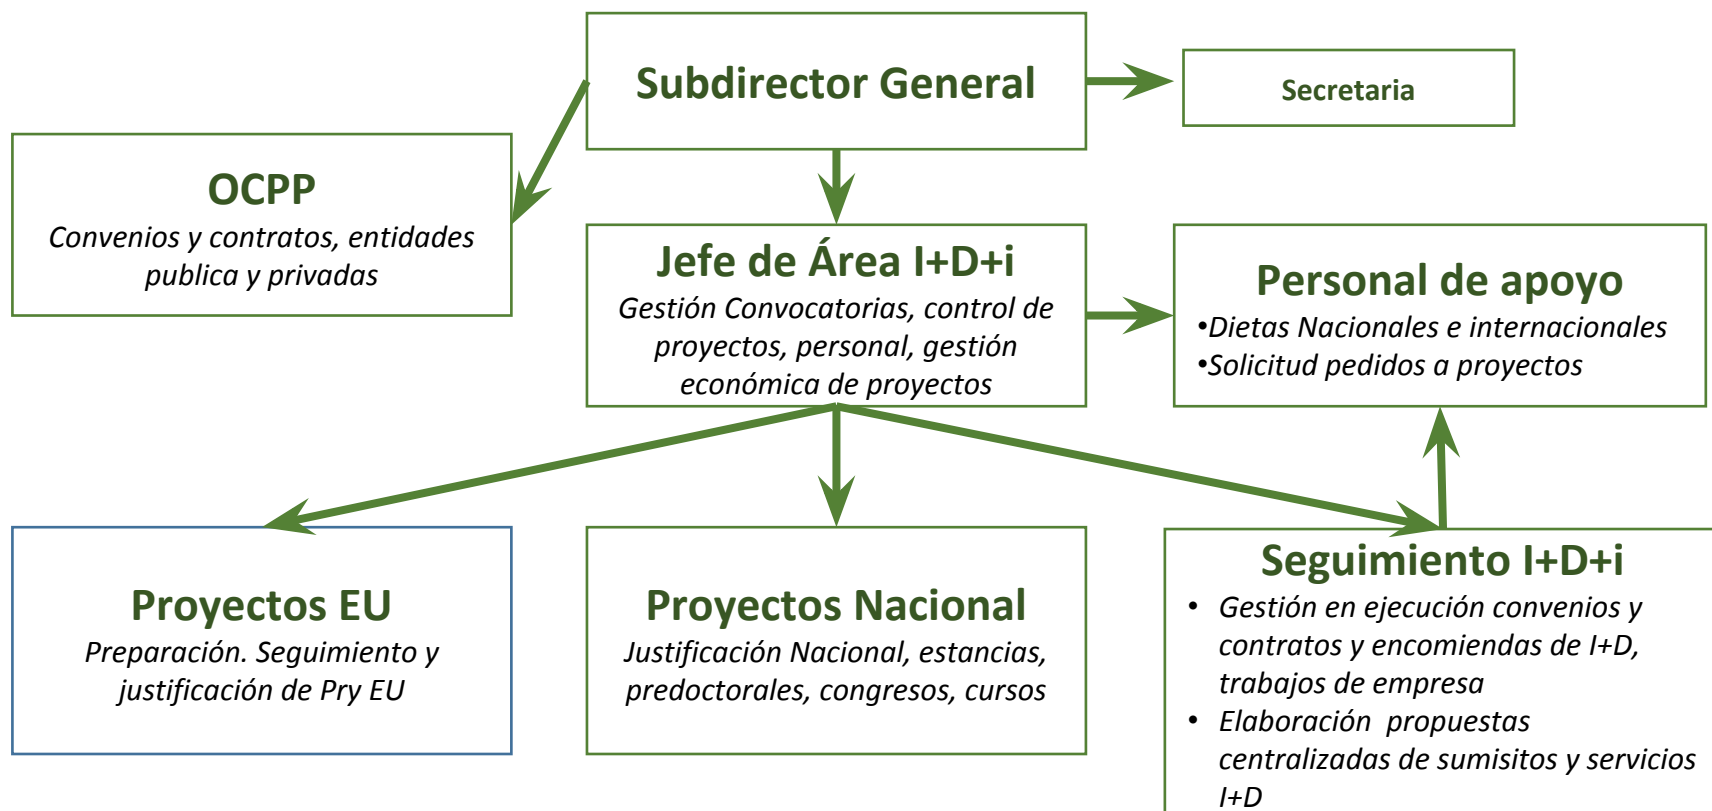 Subdirector General
Secretaria
OCPP
Convenios y contratos, entidades
publica y privadas
Jefe de Área I+D+i
Gestión Convocatorias, control de
proyectos, personal, gestión
económica de proyectos
Personal de apoyo
•Dietas Nacionales e internacionales
•Solicitud pedidos a proyectos
Proyectos EU
Preparación. Seguimiento y
justificación de Pry EU
Proyectos Nacional
Justificación Nacional, estancias,
predoctorales, congresos, cursos
Seguimiento I+D+i
• Gestión en ejecución convenios y
contratos y encomiendas de I+D,
trabajos de empresa
• Elaboración propuestas
centralizadas de sumisitos y servicios
I+D